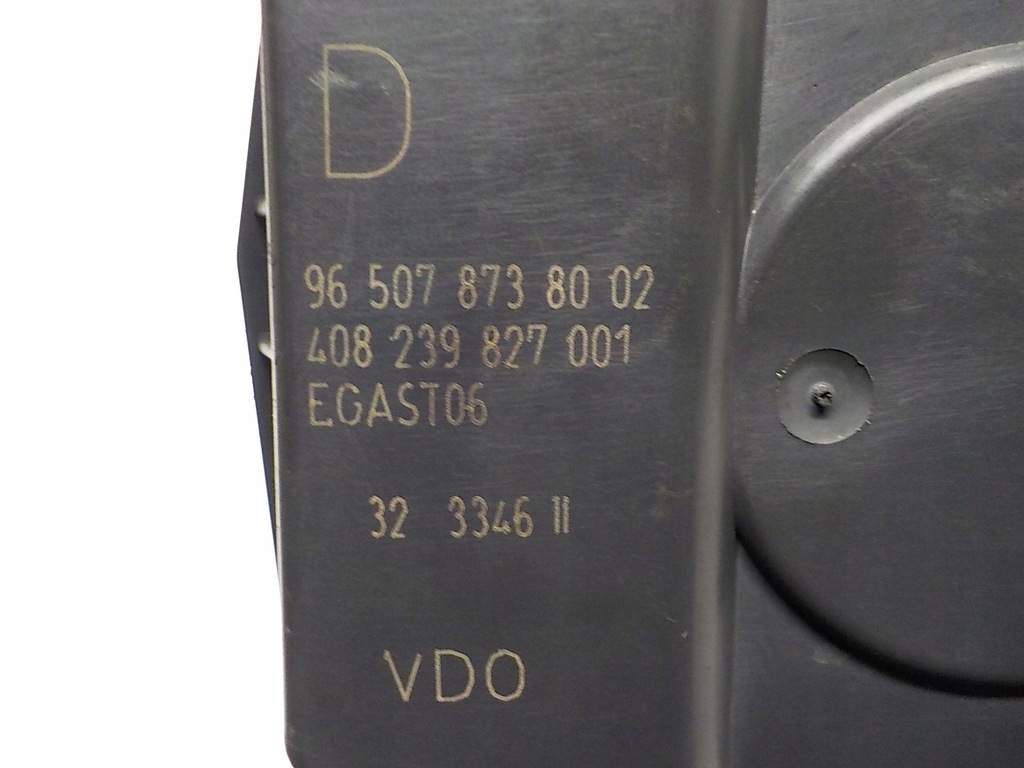 D
96 507 873 80 02
408 239 827 001
EGAST06
32 3346 11
VDO